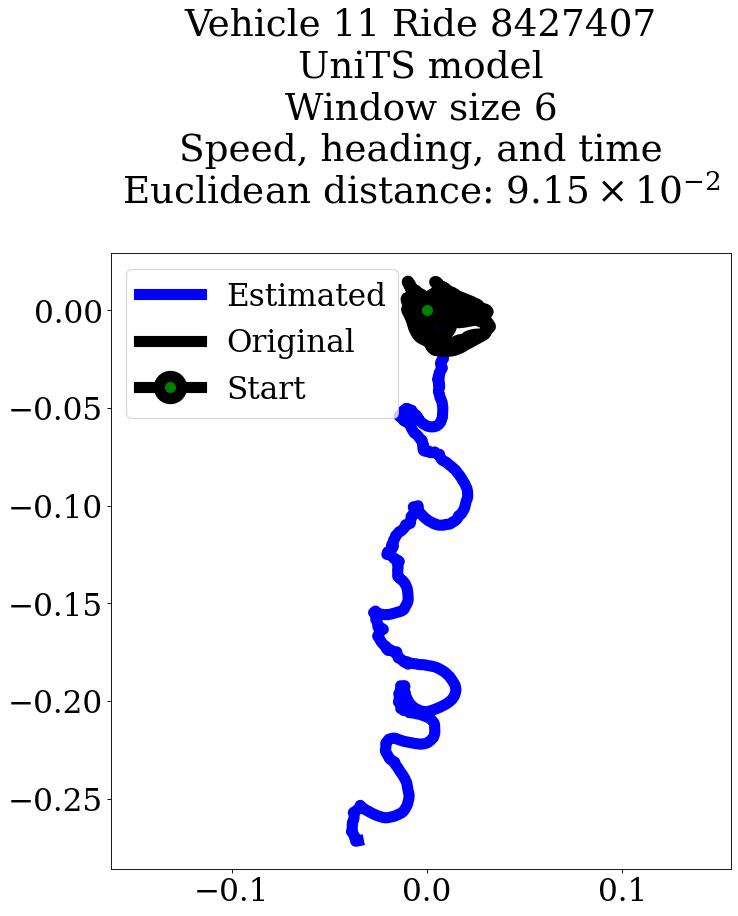 Vehicle 11 Ride 8427407
UniTS model
Window size 6
Speed, heading, and time
Euclidean distance: 9.15 × 10⁻²
Estimated
Original
Start
0.00
−0.05
−0.10
−0.15
−0.20
−0.25
−0.1 0.0 0.1